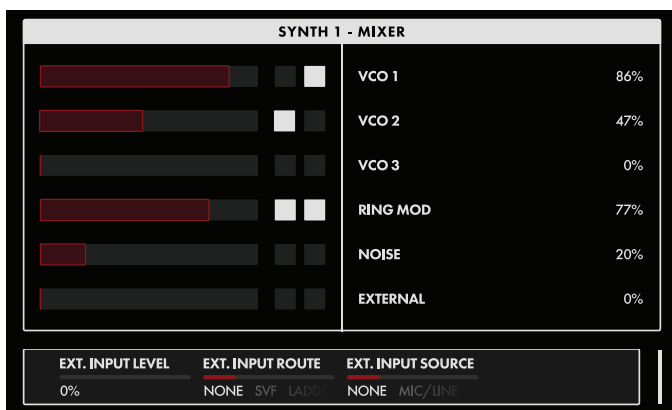 SYNTH 1 - MIXER
VCO 1 86%
VCO 2 47%
VCO 3 0%
RING MOD 77%
NOISE 20%
EXTERNAL 0%
EXT. INPUT LEVEL EXT. INPUT ROUTE EXT. INPUT SOURCE
0% NONE SVF LADDE NONE MIC/LINE